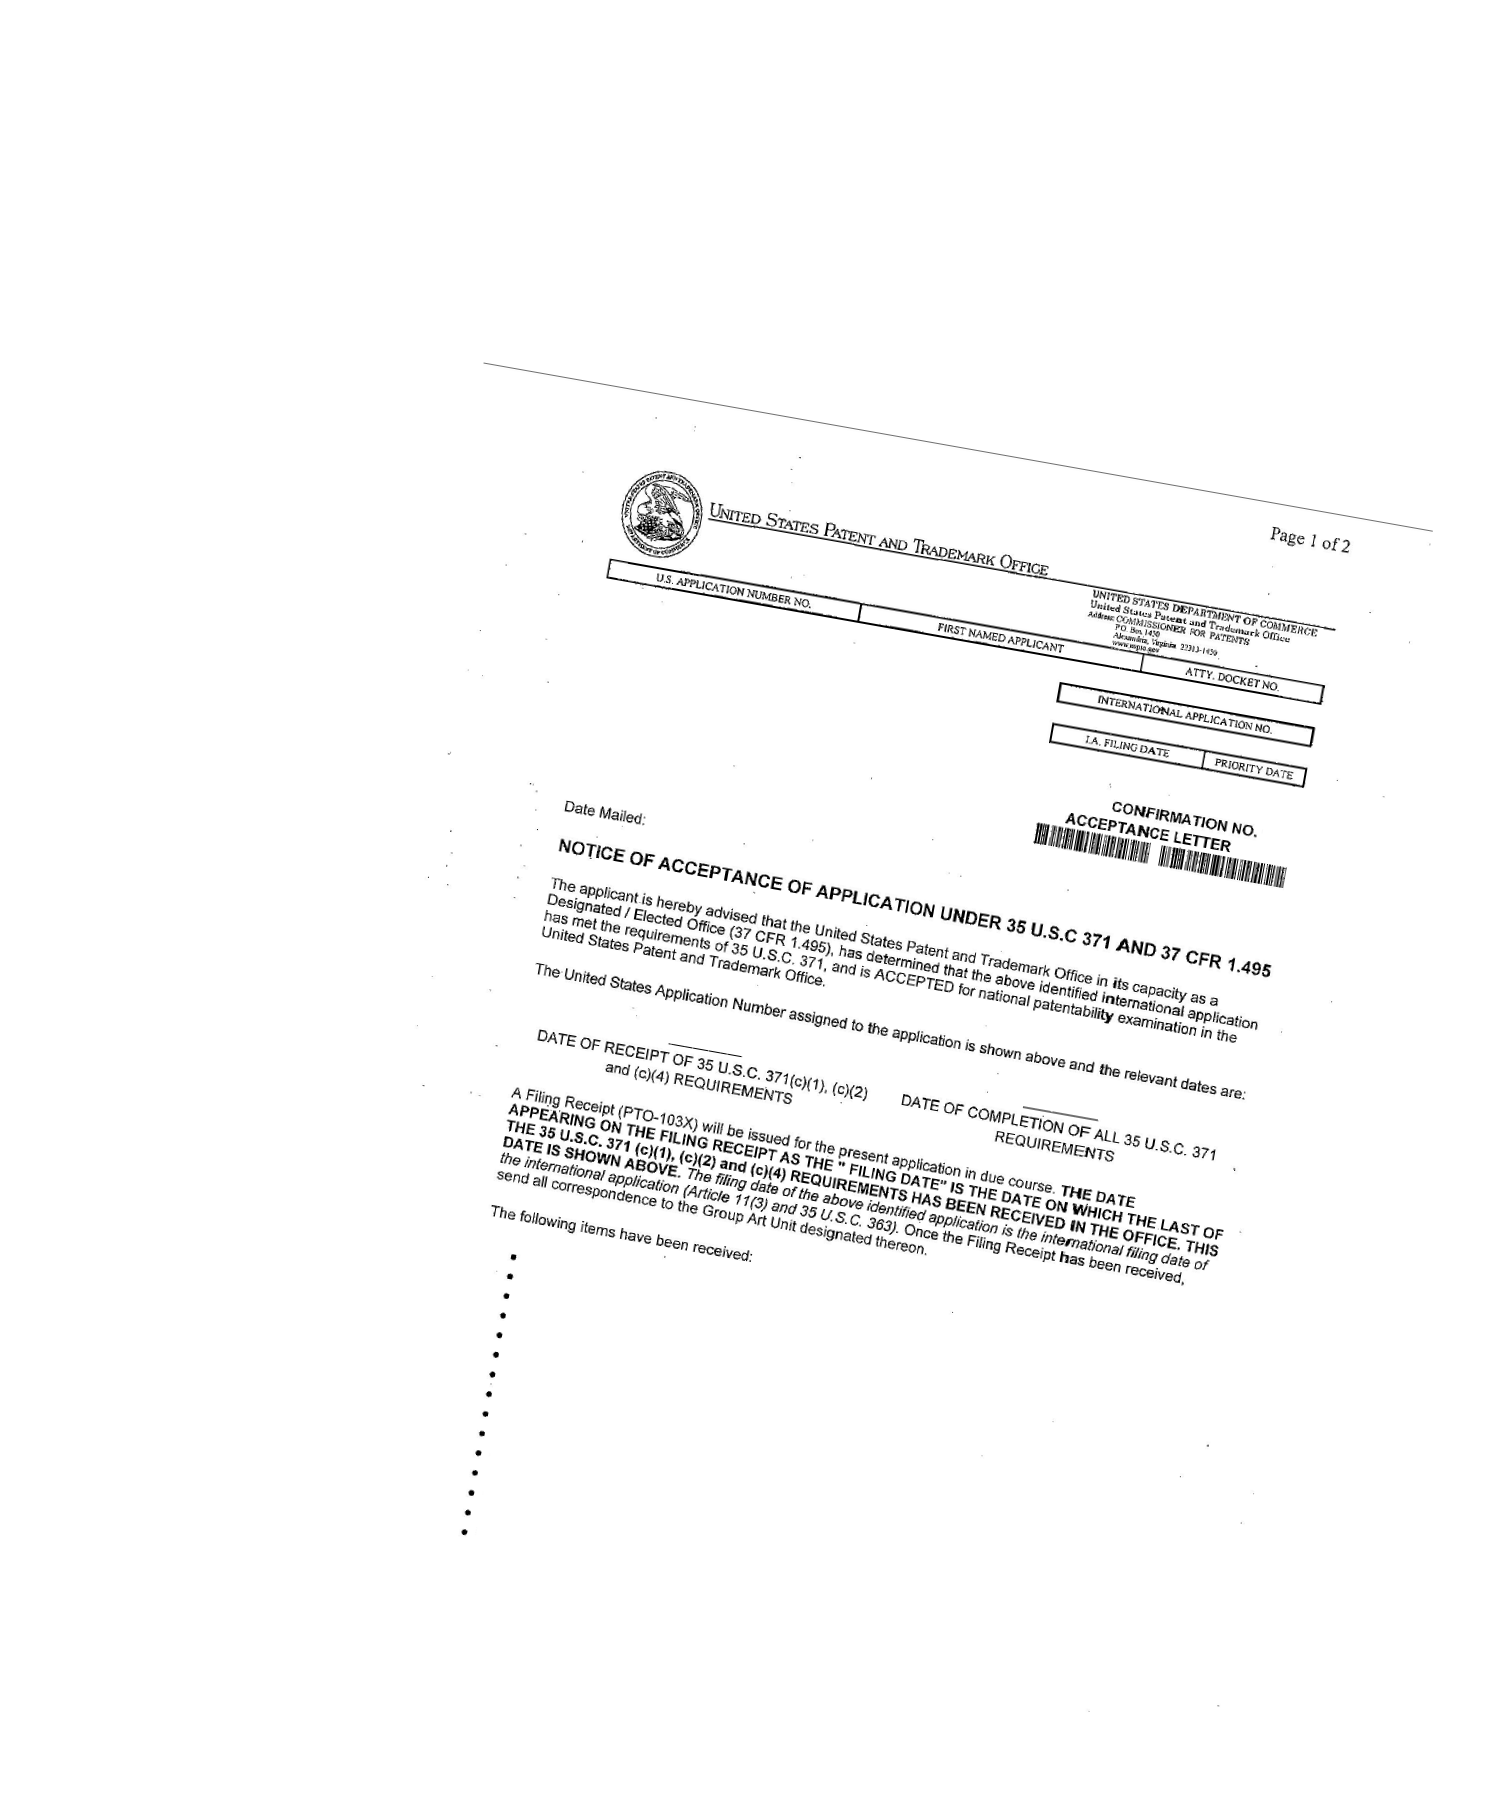 Page 1 of 2
UNITED STATES PATENT AND TRADEMARK OFFICE
UNITED STATES DEPARTMENT OF COMMERCE
United States Patent and Trademark Office
Address: COMMISSIONER FOR PATENTS
P.O. Box 1450
Alexandria, Virginia 22313-1450
www.uspto.gov
U.S. APPLICATION NUMBER NO.
FIRST NAMED APPLICANT
ATTY. DOCKET NO.
INTERNATIONAL APPLICATION NO.
I.A. FILING DATE
PRIORITY DATE
CONFIRMATION NO.
ACCEPTANCE LETTER
Date Mailed:
NOTICE OF ACCEPTANCE OF APPLICATION UNDER 35 U.S.C 371 AND 37 CFR 1.495
The applicant is hereby advised that the United States Patent and Trademark Office in its capacity as a
Designated / Elected Office (37 CFR 1.495), has determined that the above identified international application
has met the requirements of 35 U.S.C. 371, and is ACCEPTED for national patentability examination in the
United States Patent and Trademark Office.
The United States Application Number assigned to the application is shown above and the relevant dates are:
DATE OF RECEIPT OF 35 U.S.C. 371(c)(1), (c)(2)
and (c)(4) REQUIREMENTS
DATE OF COMPLETION OF ALL 35 U.S.C. 371
REQUIREMENTS
A Filing Receipt (PTO-103X) will be issued for the present application in due course. THE DATE
APPEARING ON THE FILING RECEIPT AS THE " FILING DATE" IS THE DATE ON WHICH THE LAST OF
THE 35 U.S.C. 371 (c)(1), (c)(2) and (c)(4) REQUIREMENTS HAS BEEN RECEIVED IN THE OFFICE. THIS
DATE IS SHOWN ABOVE. The filing date of the above identified application is the international filing date of
the international application (Article 11(3) and 35 U.S.C. 363). Once the Filing Receipt has been received,
send all correspondence to the Group Art Unit designated thereon.
The following items have been received: